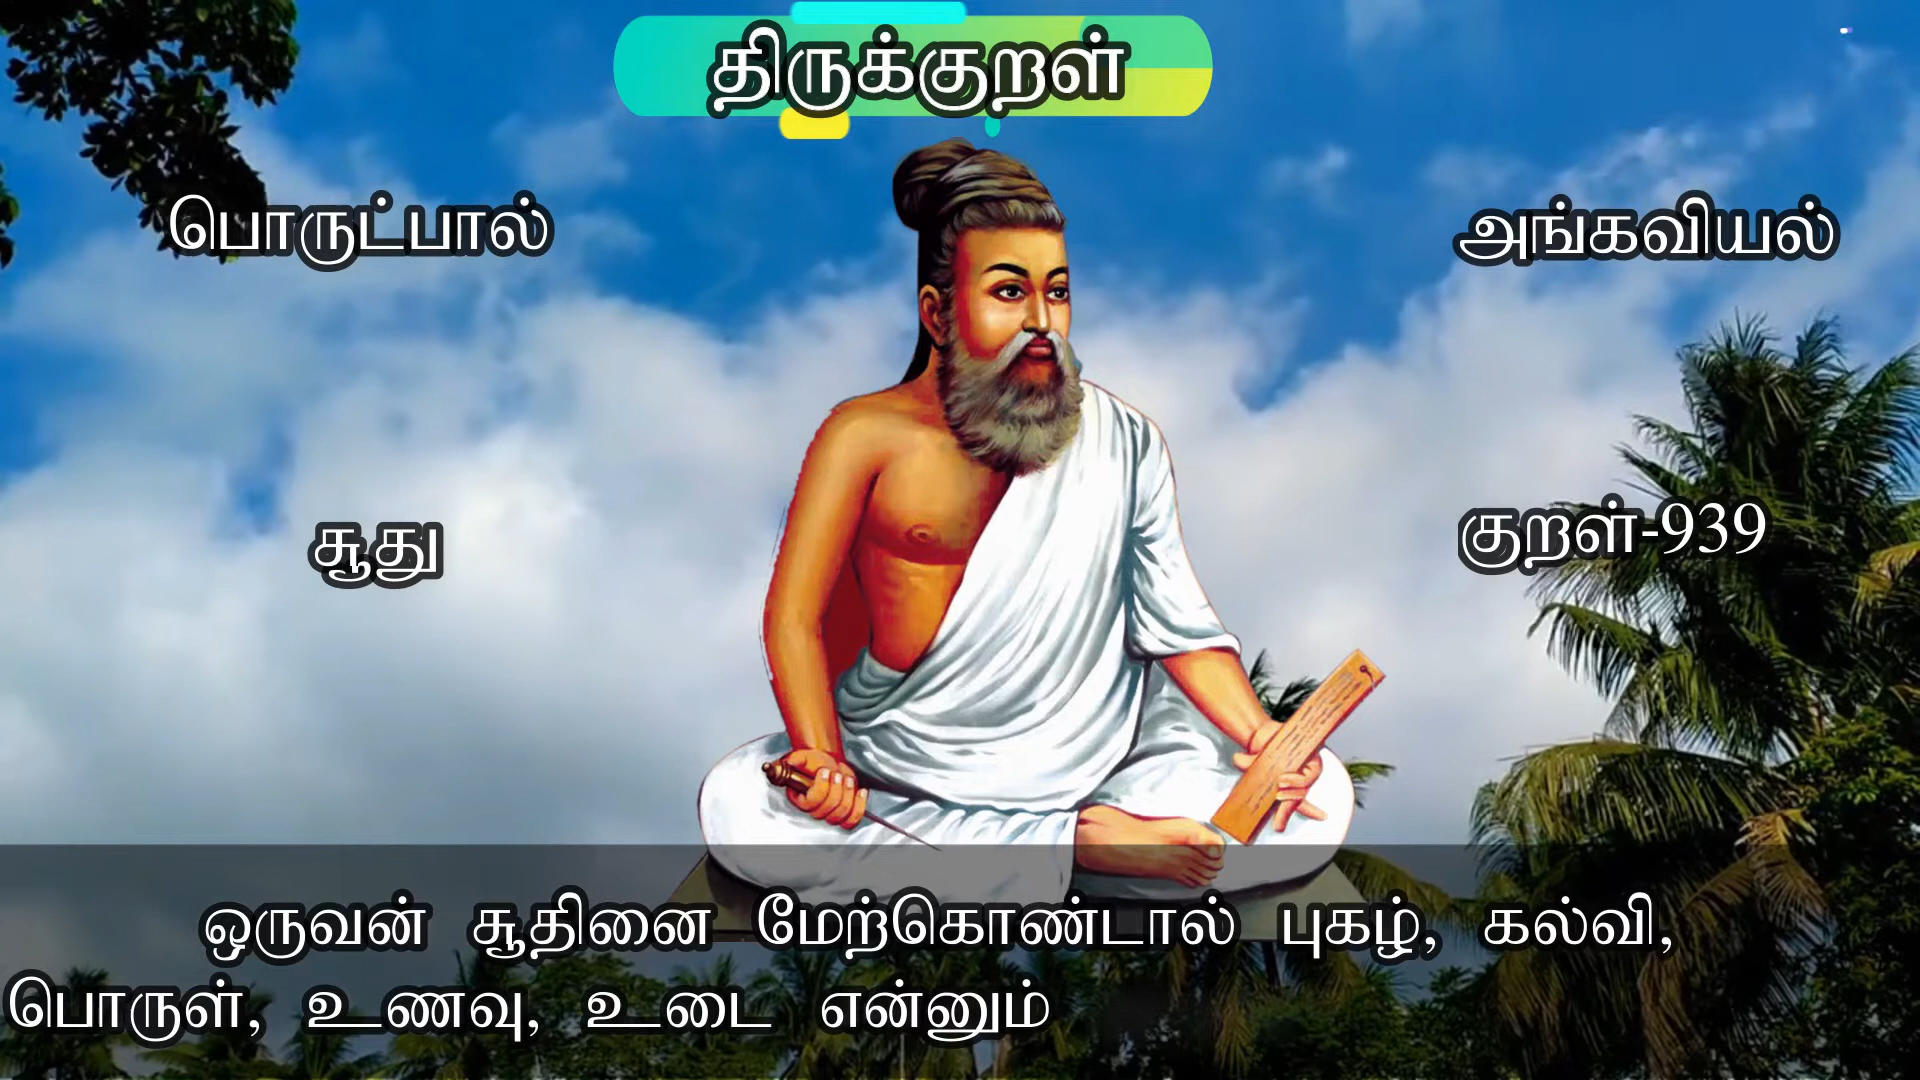 திருக்குறள்
பொருட்பால்
அங்கவியல்
சூது
குறள்-939
ஒருவன் சூதினை மேற்கொண்டால் புகழ், கல்வி,
பொருள், உணவு, உடை என்னும்